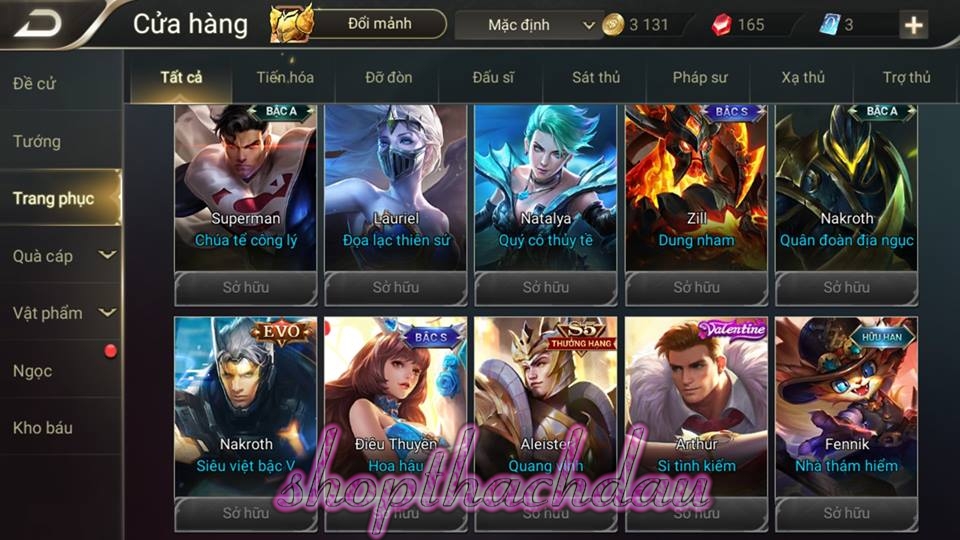 Cửa hàng
Đổi mảnh
Mặc định
3 131
165
3
Đề cử
Tướng
Trang phục
Quà cáp
Vật phẩm
Ngọc
Kho báu
Tất cả
Tiến hóa
Đỡ đòn
Đấu sĩ
Sát thủ
Pháp sư
Xạ thủ
Trợ thủ
BẬC A
Superman
Chúa tể công lý
Sở hữu
Lauriel
Đọa lạc thiên sứ
Sở hữu
Natalya
Quý cô thủy tề
Sở hữu
BẬC S
Zill
Dung nham
Sở hữu
BẬC A
Nakroth
Quân đoàn địa ngục
Sở hữu
EVO
Nakroth
Siêu việt bậc V
Sở hữu
BẬC S
Điêu Thuyền
Hoa hậu
Sở hữu
S5
THƯỞNG HẠNG
Aleister
Quang vinh
Sở hữu
Valentine
Arthur
Si tình kiếm
Sở hữu
HỮU HẠN
Fennik
Nhà thám hiểm
Sở hữu
shopthachdau